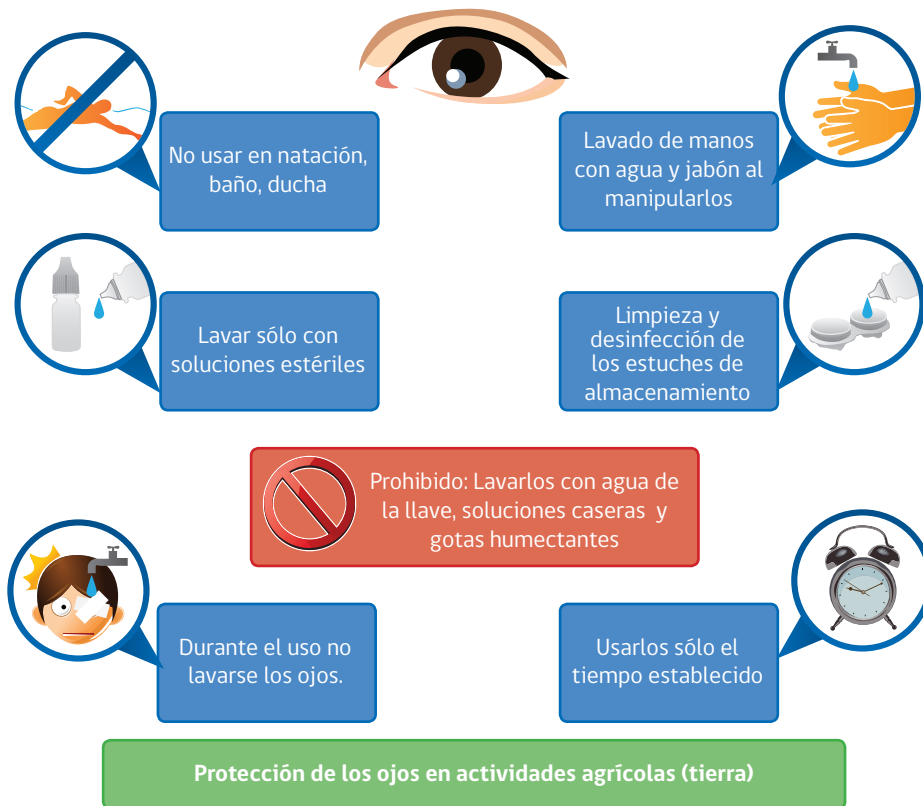 No usar en natación,
baño, ducha
Lavado de manos
con agua y jabón al
manipularlos
Lavar sólo con
soluciones estériles
Limpieza y
desinfección de
los estuches de
almacenamiento
Prohibido: Lavarlos con agua de
la llave, soluciones caseras y
gotas humectantes
Durante el uso no
lavarse los ojos.
Usarlos sólo el
tiempo establecido
Protección de los ojos en actividades agrícolas (tierra)